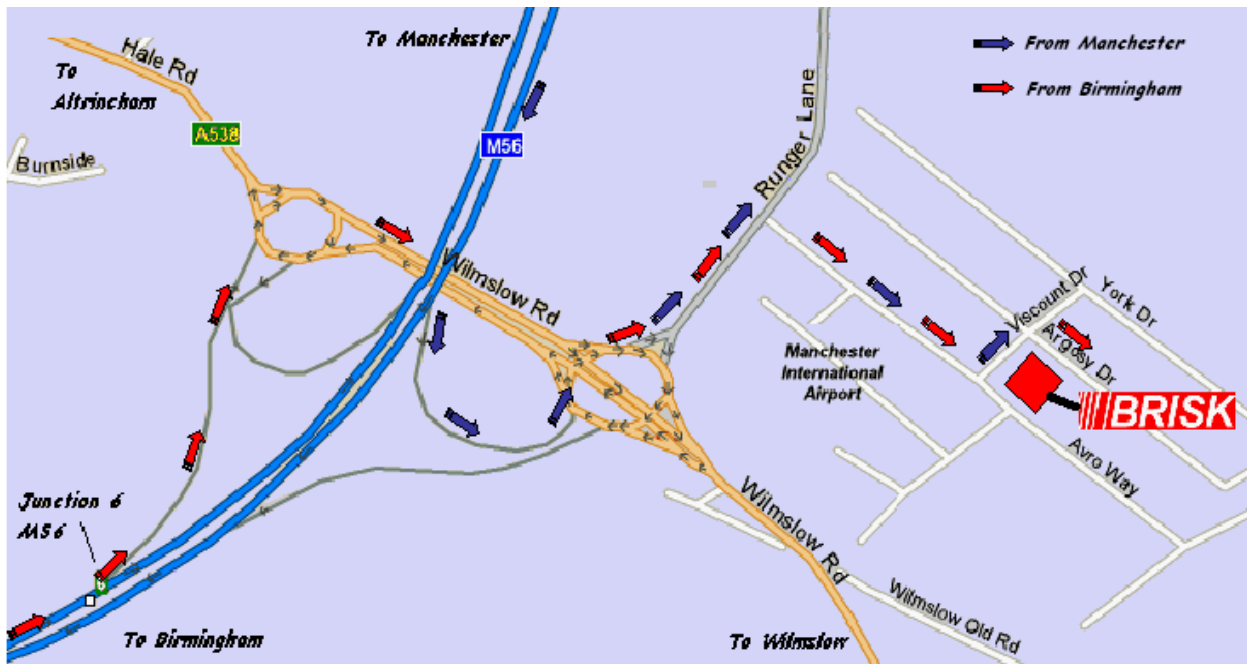 To Manchester
From Manchester
From Birmingham
Hale Rd
To
Altrincham
A538
M56
Burnside
Runger Lane
Wilmslow Rd
Viscount Dr
York Dr
Argosy Dr
Manchester
International
Airport
BRISK
Avro Way
Junction 6
M56
6
Wilmslow Rd
Wilmslow Old Rd
To Birmingham
To Wilmslow